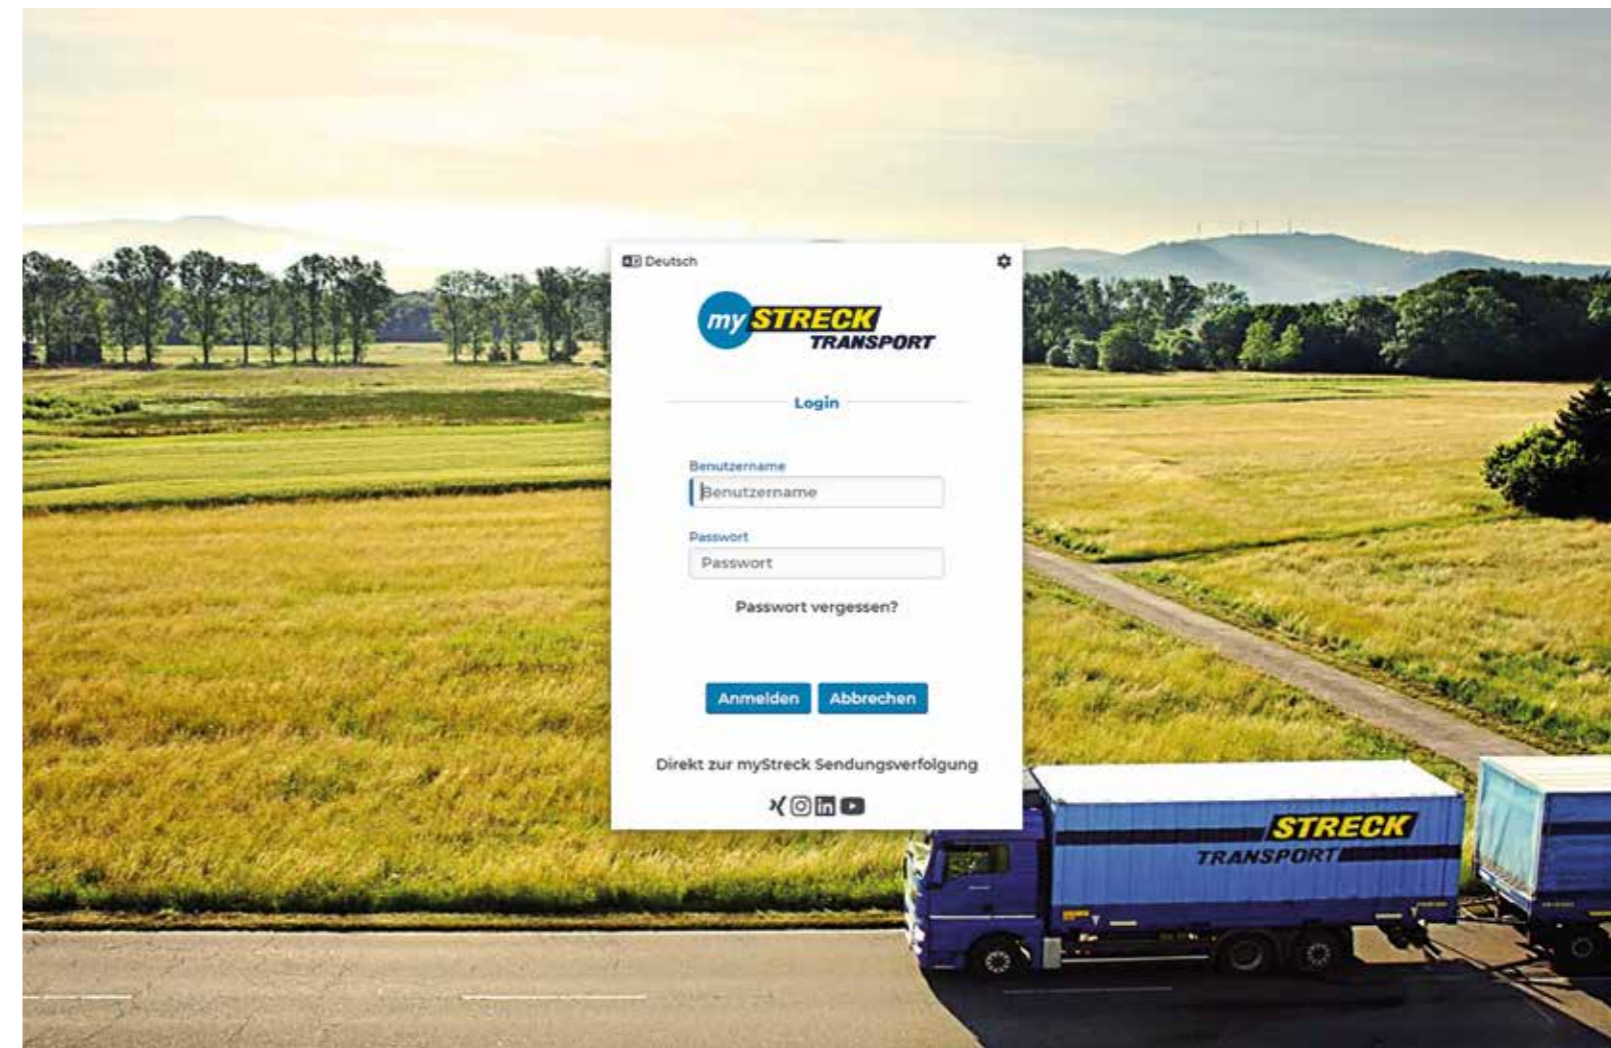 Deutsch
my STRECK
TRANSPORT
Login
Benutzername
Benutzername
Passwort
Passwort
Passwort vergessen?
Anmelden Abbrechen
Direkt zur myStreck Sendungsverfolgung
STRECK
TRANSPORT